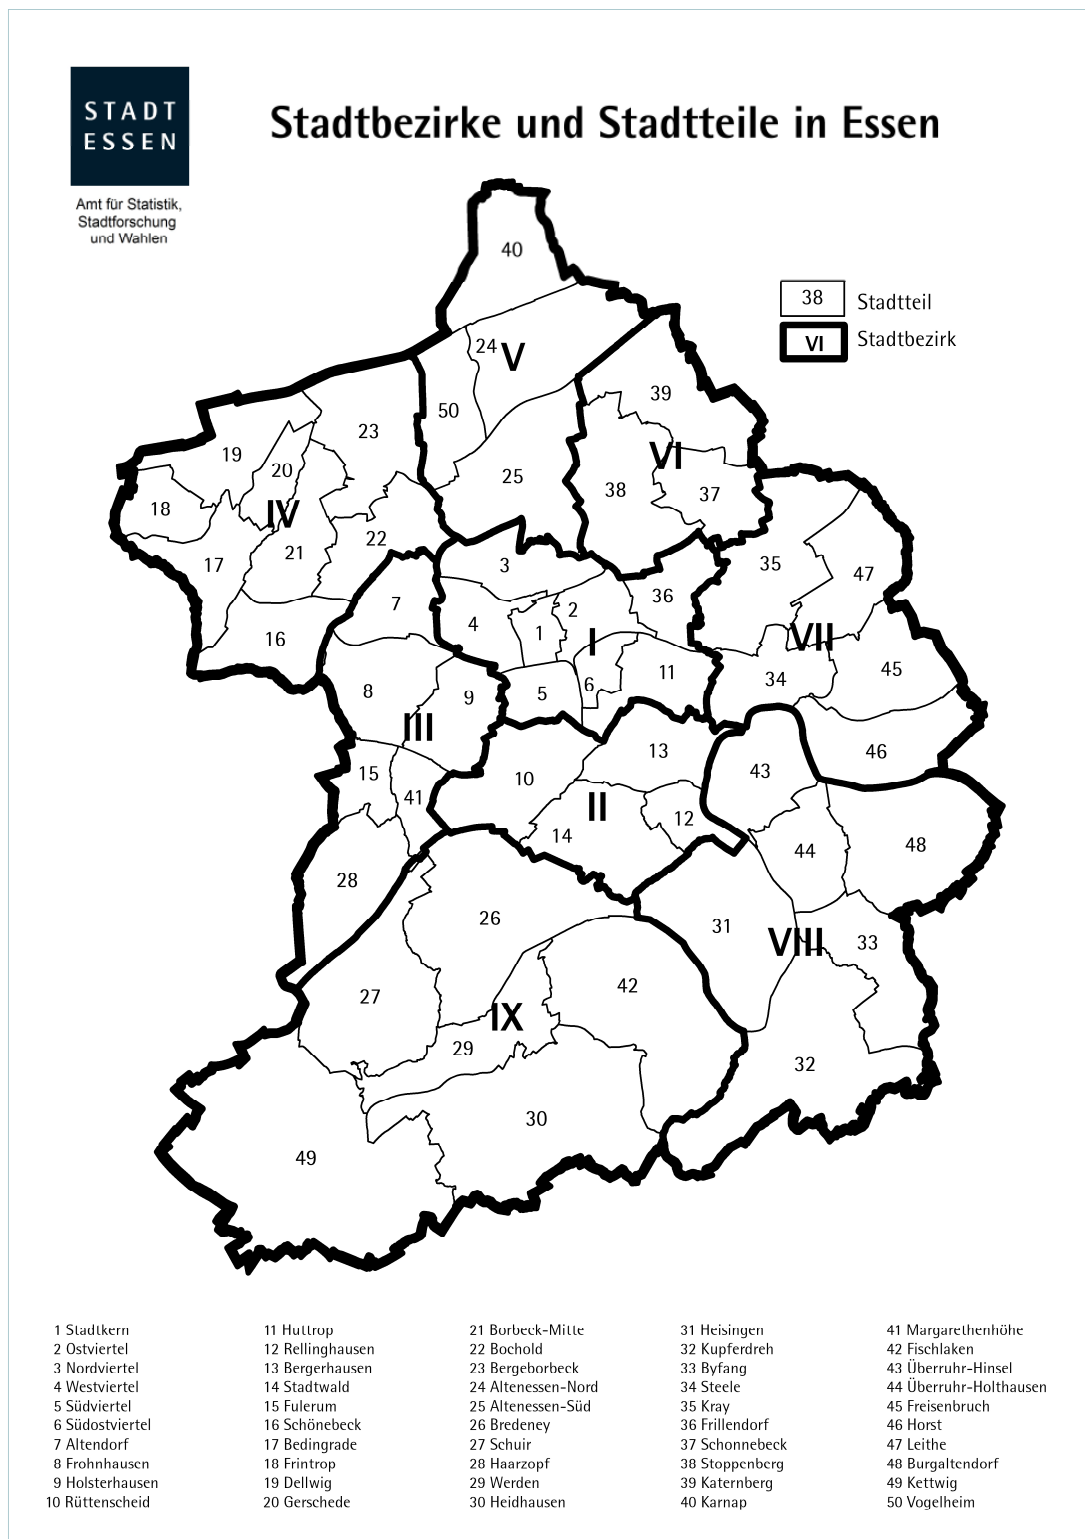 STADT
ESSEN
Amt für Statistik,
Stadtforschung
und Wahlen
Stadtbezirke und Stadtteile in Essen
40
38 Stadtteil
VI Stadtbezirk
24
V
50
39
23
19
20
VI
25
38
37
18
IV
22
21
17
3
35
47
7
2
36
4
1
I
VII
16
11
45
34
6
5
8
9
III
13
46
43
15
10
41
II
12
14
44
48
28
26
31
VIII
33
42
27
IX
29
32
30
49
1 Stadtkern
2 Ostviertel
3 Nordviertel
4 Westviertel
5 Südviertel
6 Südostviertel
7 Altendorf
8 Frohnhausen
9 Holsterhausen
10 Rüttenscheid
11 Huttrop
12 Rellinghausen
13 Bergerhausen
14 Stadtwald
15 Fulerum
16 Schönebeck
17 Bedingrade
18 Frintrop
19 Dellwig
20 Gerschede
21 Borbeck-Mitte
22 Bochold
23 Bergeborbeck
24 Altenessen-Nord
25 Altenessen-Süd
26 Bredeney
27 Schuir
28 Haarzopf
29 Werden
30 Heidhausen
31 Heisingen
32 Kupferdreh
33 Byfang
34 Steele
35 Kray
36 Frillendorf
37 Schonnebeck
38 Stoppenberg
39 Katernberg
40 Karnap
41 Margarethenhöhe
42 Fischlaken
43 Überruhr-Hinsel
44 Überruhr-Holthausen
45 Freisenbruch
46 Horst
47 Leithe
48 Burgaltendorf
49 Kettwig
50 Vogelheim